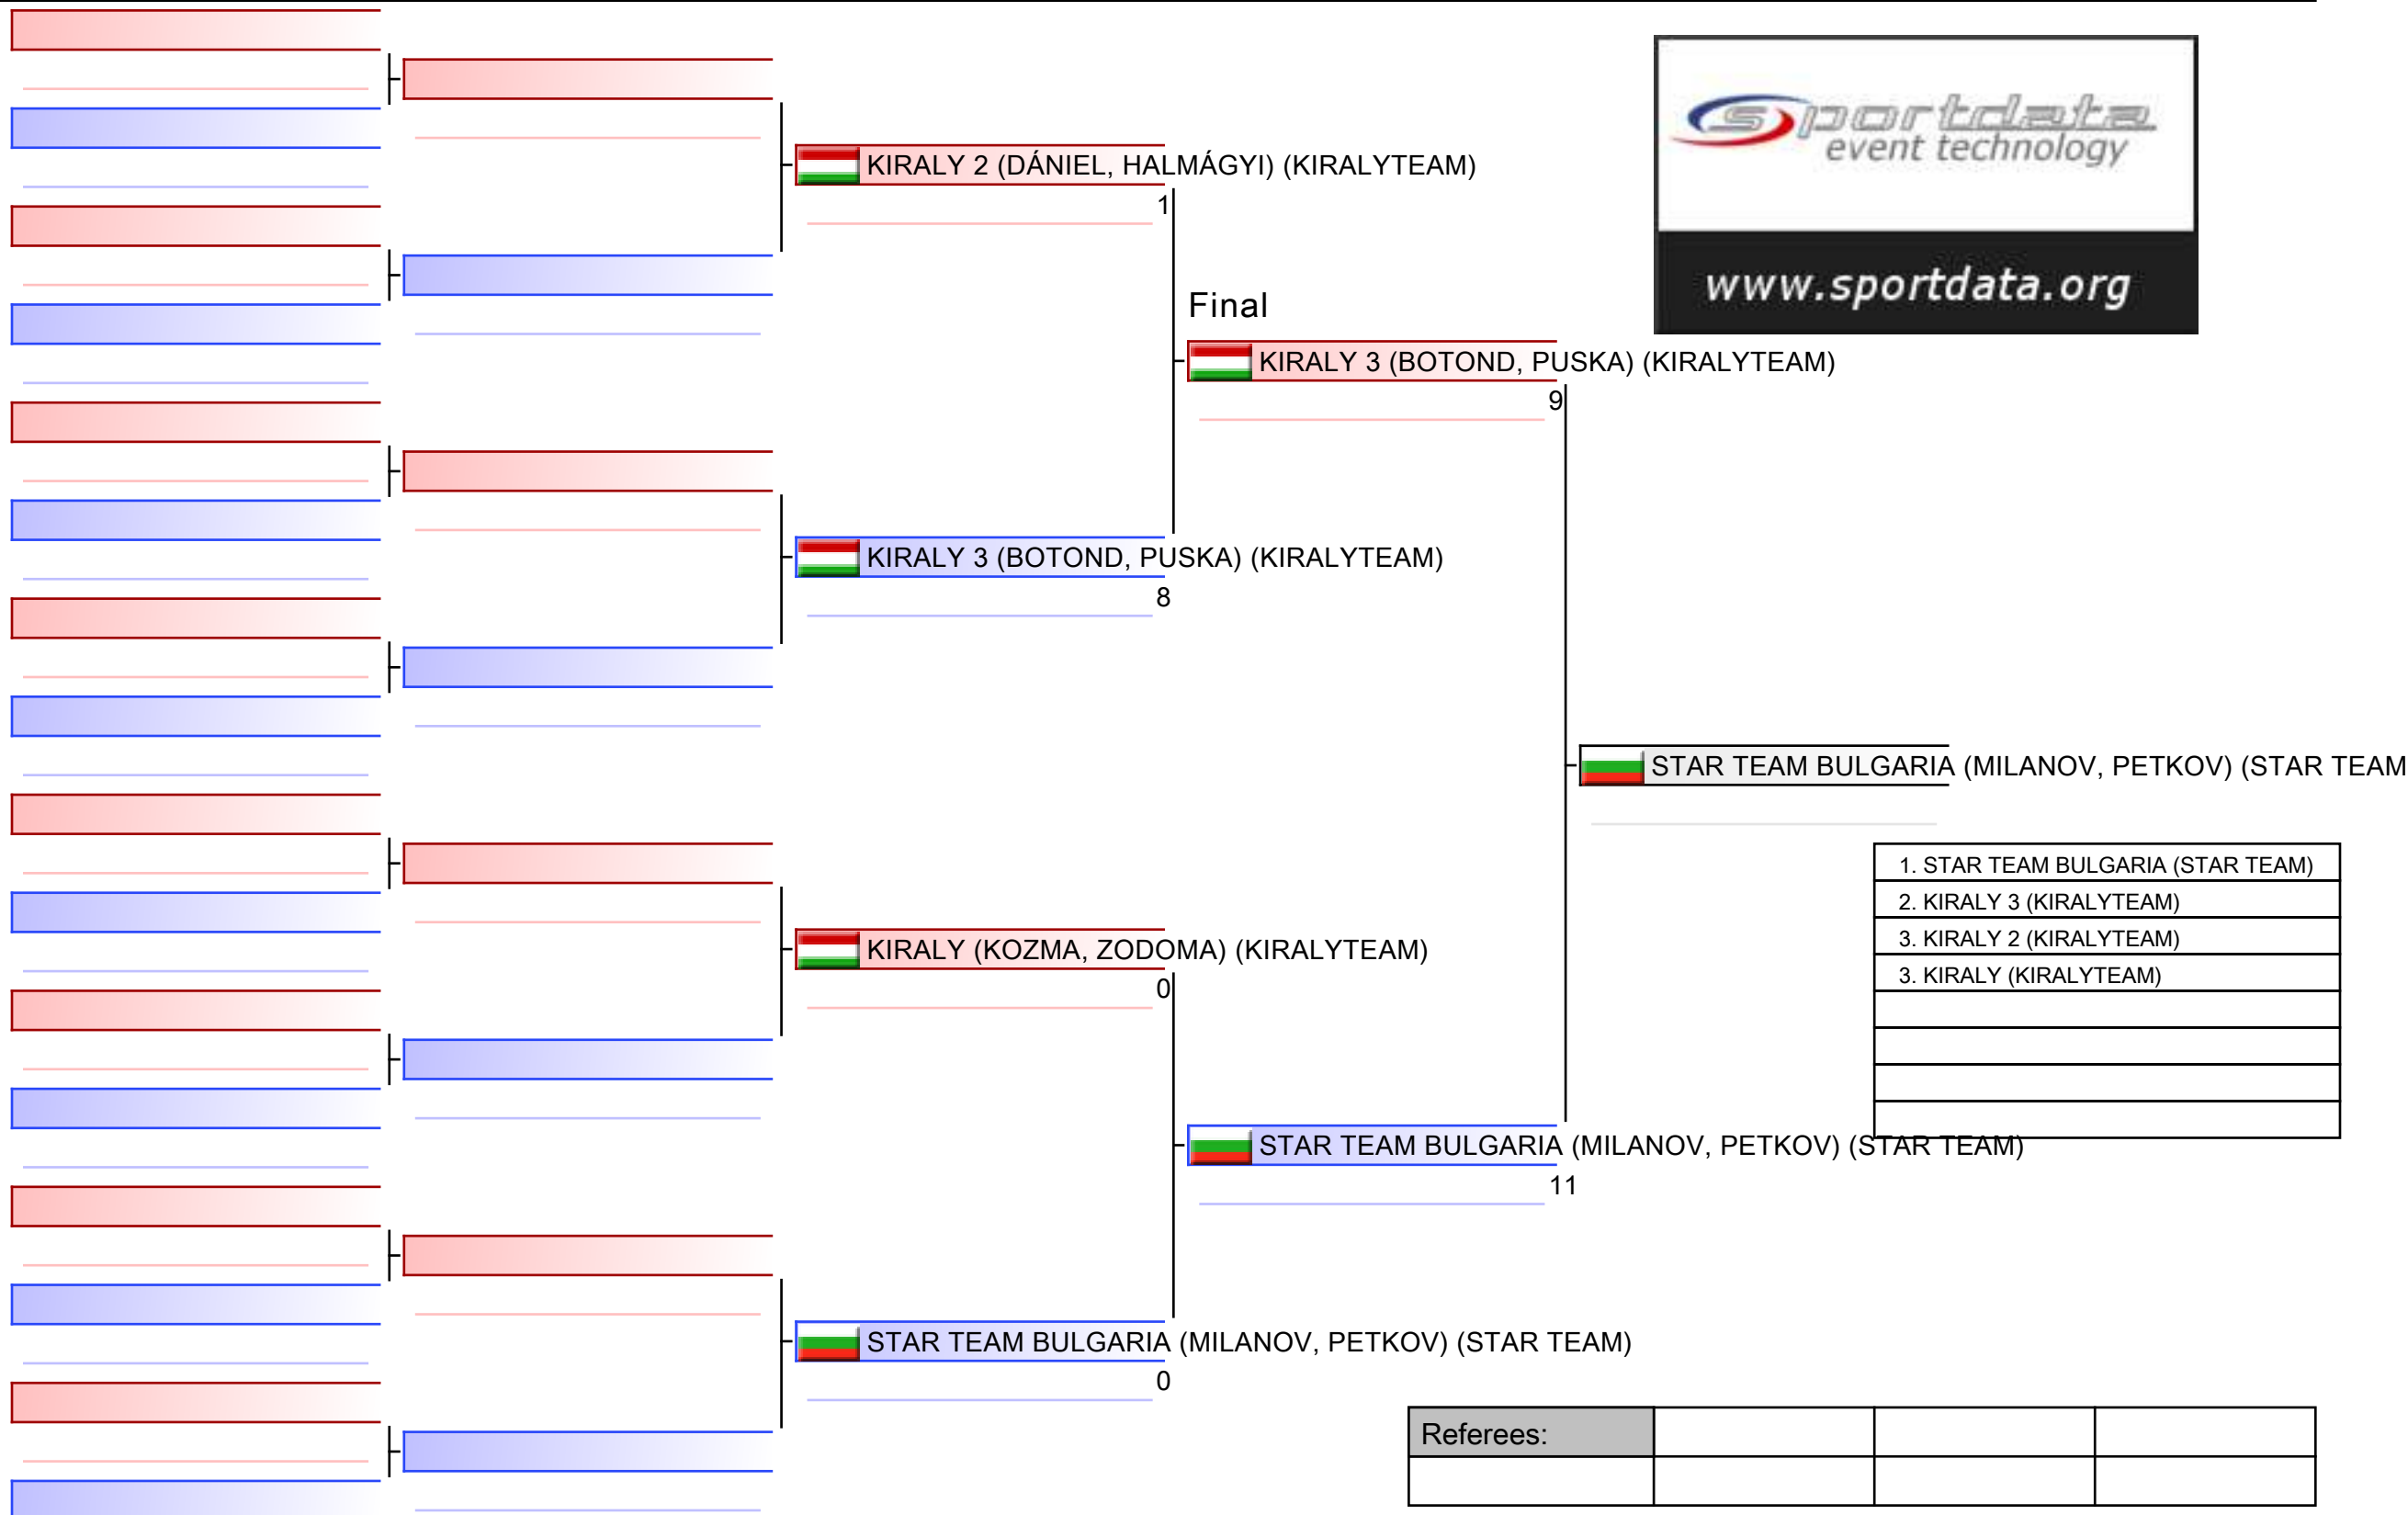 sportdata
event technology
www.sportdata.org
KIRALY 2 (DÁNIEL, HALMÁGYI) (KIRALYTEAM)
1
Final
KIRALY 3 (BOTOND, PUSKA) (KIRALYTEAM)
9
KIRALY 3 (BOTOND, PUSKA) (KIRALYTEAM)
8
STAR TEAM BULGARIA (MILANOV, PETKOV) (STAR TEAM
1. STAR TEAM BULGARIA (STAR TEAM)
2. KIRALY 3 (KIRALYTEAM)
3. KIRALY 2 (KIRALYTEAM)
3. KIRALY (KIRALYTEAM)
KIRALY (KOZMA, ZODOMA) (KIRALYTEAM)
0
STAR TEAM BULGARIA (MILANOV, PETKOV) (STAR TEAM)
11
STAR TEAM BULGARIA (MILANOV, PETKOV) (STAR TEAM)
0
Referees: